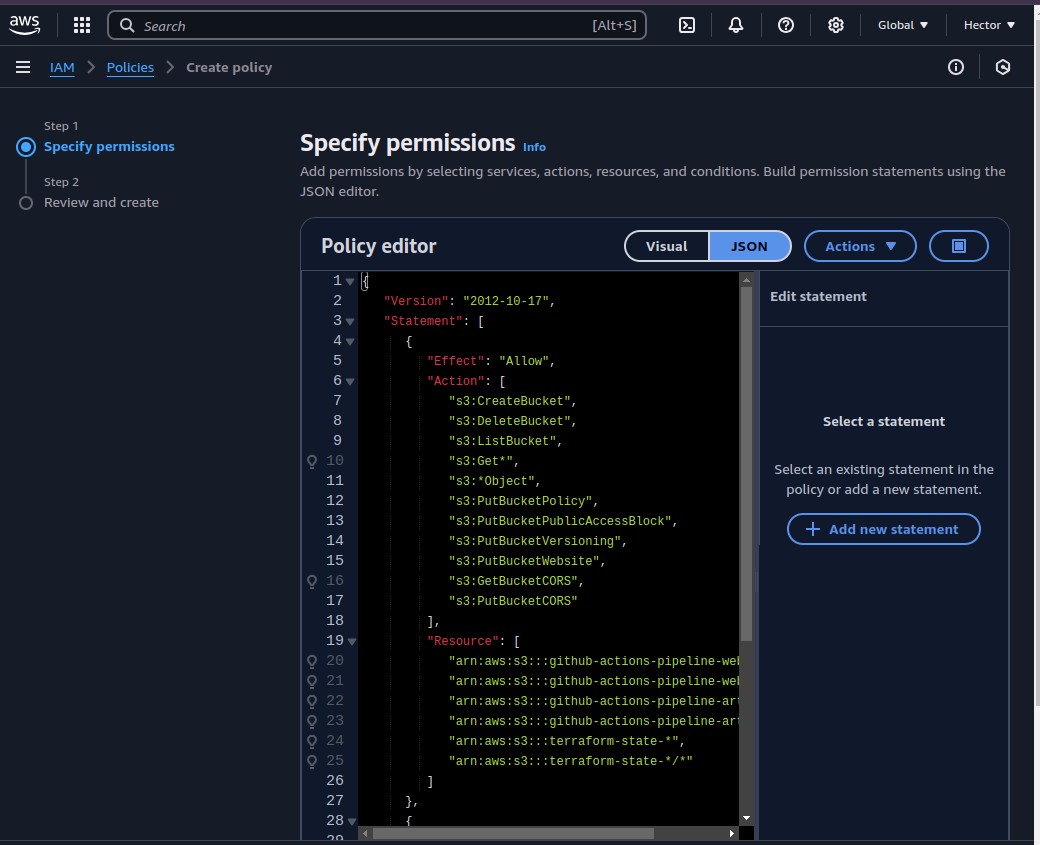 aws
Search [Alt+S]
Global
Hector
IAM
Policies
Create policy
Step 1
Specify permissions
Step 2
Review and create
Specify permissions Info
Add permissions by selecting services, actions, resources, and conditions. Build permission statements using the
JSON editor.
Policy editor
Visual
JSON
Actions
1 {
2 "Version": "2012-10-17",
3 "Statement": [
4 {
5 "Effect": "Allow",
6 "Action": [
7 "s3:CreateBucket",
8 "s3:DeleteBucket",
9 "s3:ListBucket",
10 "s3:Get*",
11 "s3:*Object",
12 "s3:PutBucketPolicy",
13 "s3:PutBucketPublicAccessBlock",
14 "s3:PutBucketVersioning",
15 "s3:PutBucketWebsite",
16 "s3:GetBucketCORS",
17 "s3:PutBucketCORS"
18 ],
19 "Resource": [
20 "arn:aws:s3:::github-actions-pipeline-web
21 "arn:aws:s3:::github-actions-pipeline-web
22 "arn:aws:s3:::github-actions-pipeline-art
23 "arn:aws:s3:::github-actions-pipeline-art
24 "arn:aws:s3:::terraform-state-*",
25 "arn:aws:s3:::terraform-state-*/*"
26 ]
27 },
28 {
29
Edit statement
Select a statement
Select an existing statement in the
policy or add a new statement.
Add new statement